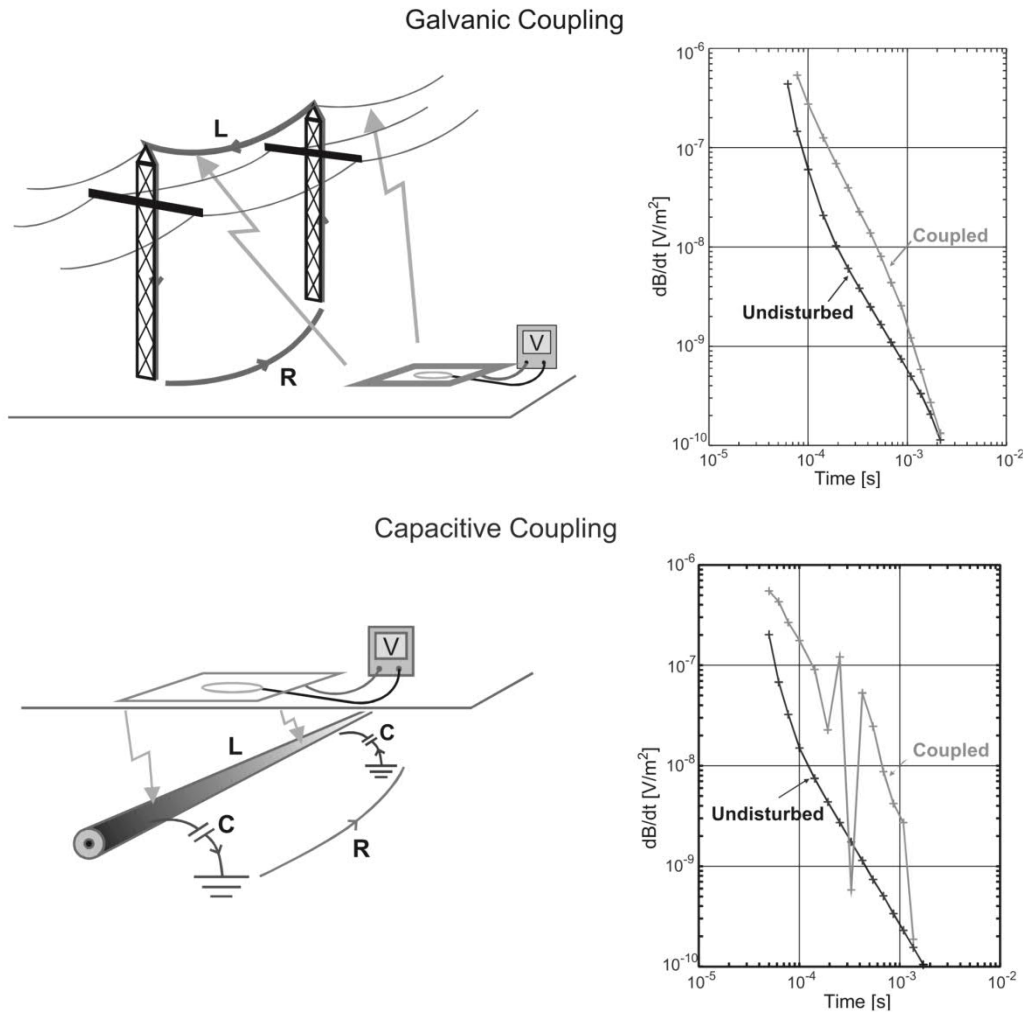 Galvanic Coupling
L
R
V
10⁻⁶
10⁻⁷
10⁻⁸
10⁻⁹
10⁻¹⁰
dB/dt [V/m²]
Coupled
Undisturbed
10⁻⁵ 10⁻⁴ 10⁻³ 10⁻²
Time [s]
Capacitive Coupling
V
L
C
C
R
10⁻⁶
10⁻⁷
10⁻⁸
10⁻⁹
10⁻¹⁰
dB/dt [V/m²]
Coupled
Undisturbed
10⁻⁵ 10⁻⁴ 10⁻³ 10⁻²
Time [s]